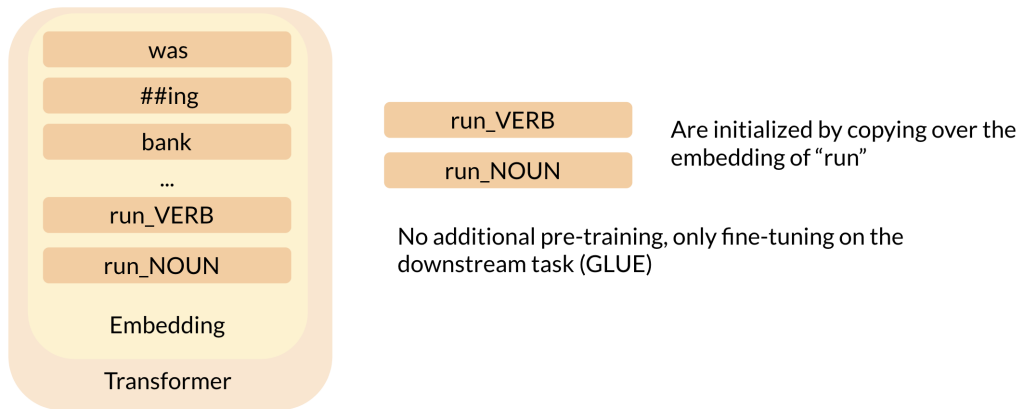 was
##ing
bank
...
run_VERB
run_NOUN
Embedding
Transformer
run_VERB
run_NOUN
Are initialized by copying over the
embedding of “run”
No additional pre-training, only fine-tuning on the
downstream task (GLUE)